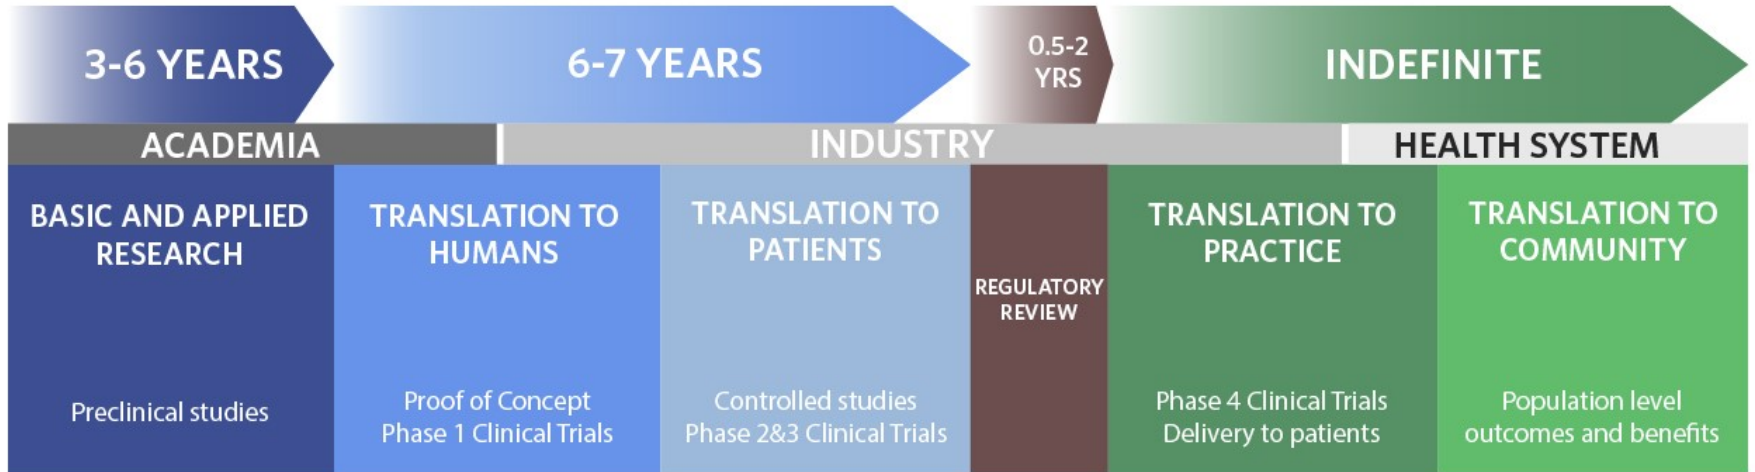 3-6 YEARS
6-7 YEARS
0.5-2
YRS
INDEFINITE
ACADEMIA
INDUSTRY
HEALTH SYSTEM
BASIC AND APPLIED
RESEARCH
Preclinical studies
TRANSLATION TO
HUMANS
Proof of Concept
Phase 1 Clinical Trials
TRANSLATION TO
PATIENTS
Controlled studies
Phase 2&3 Clinical Trials
REGULATORY
REVIEW
TRANSLATION TO
PRACTICE
Phase 4 Clinical Trials
Delivery to patients
TRANSLATION TO
COMMUNITY
Population level
outcomes and benefits